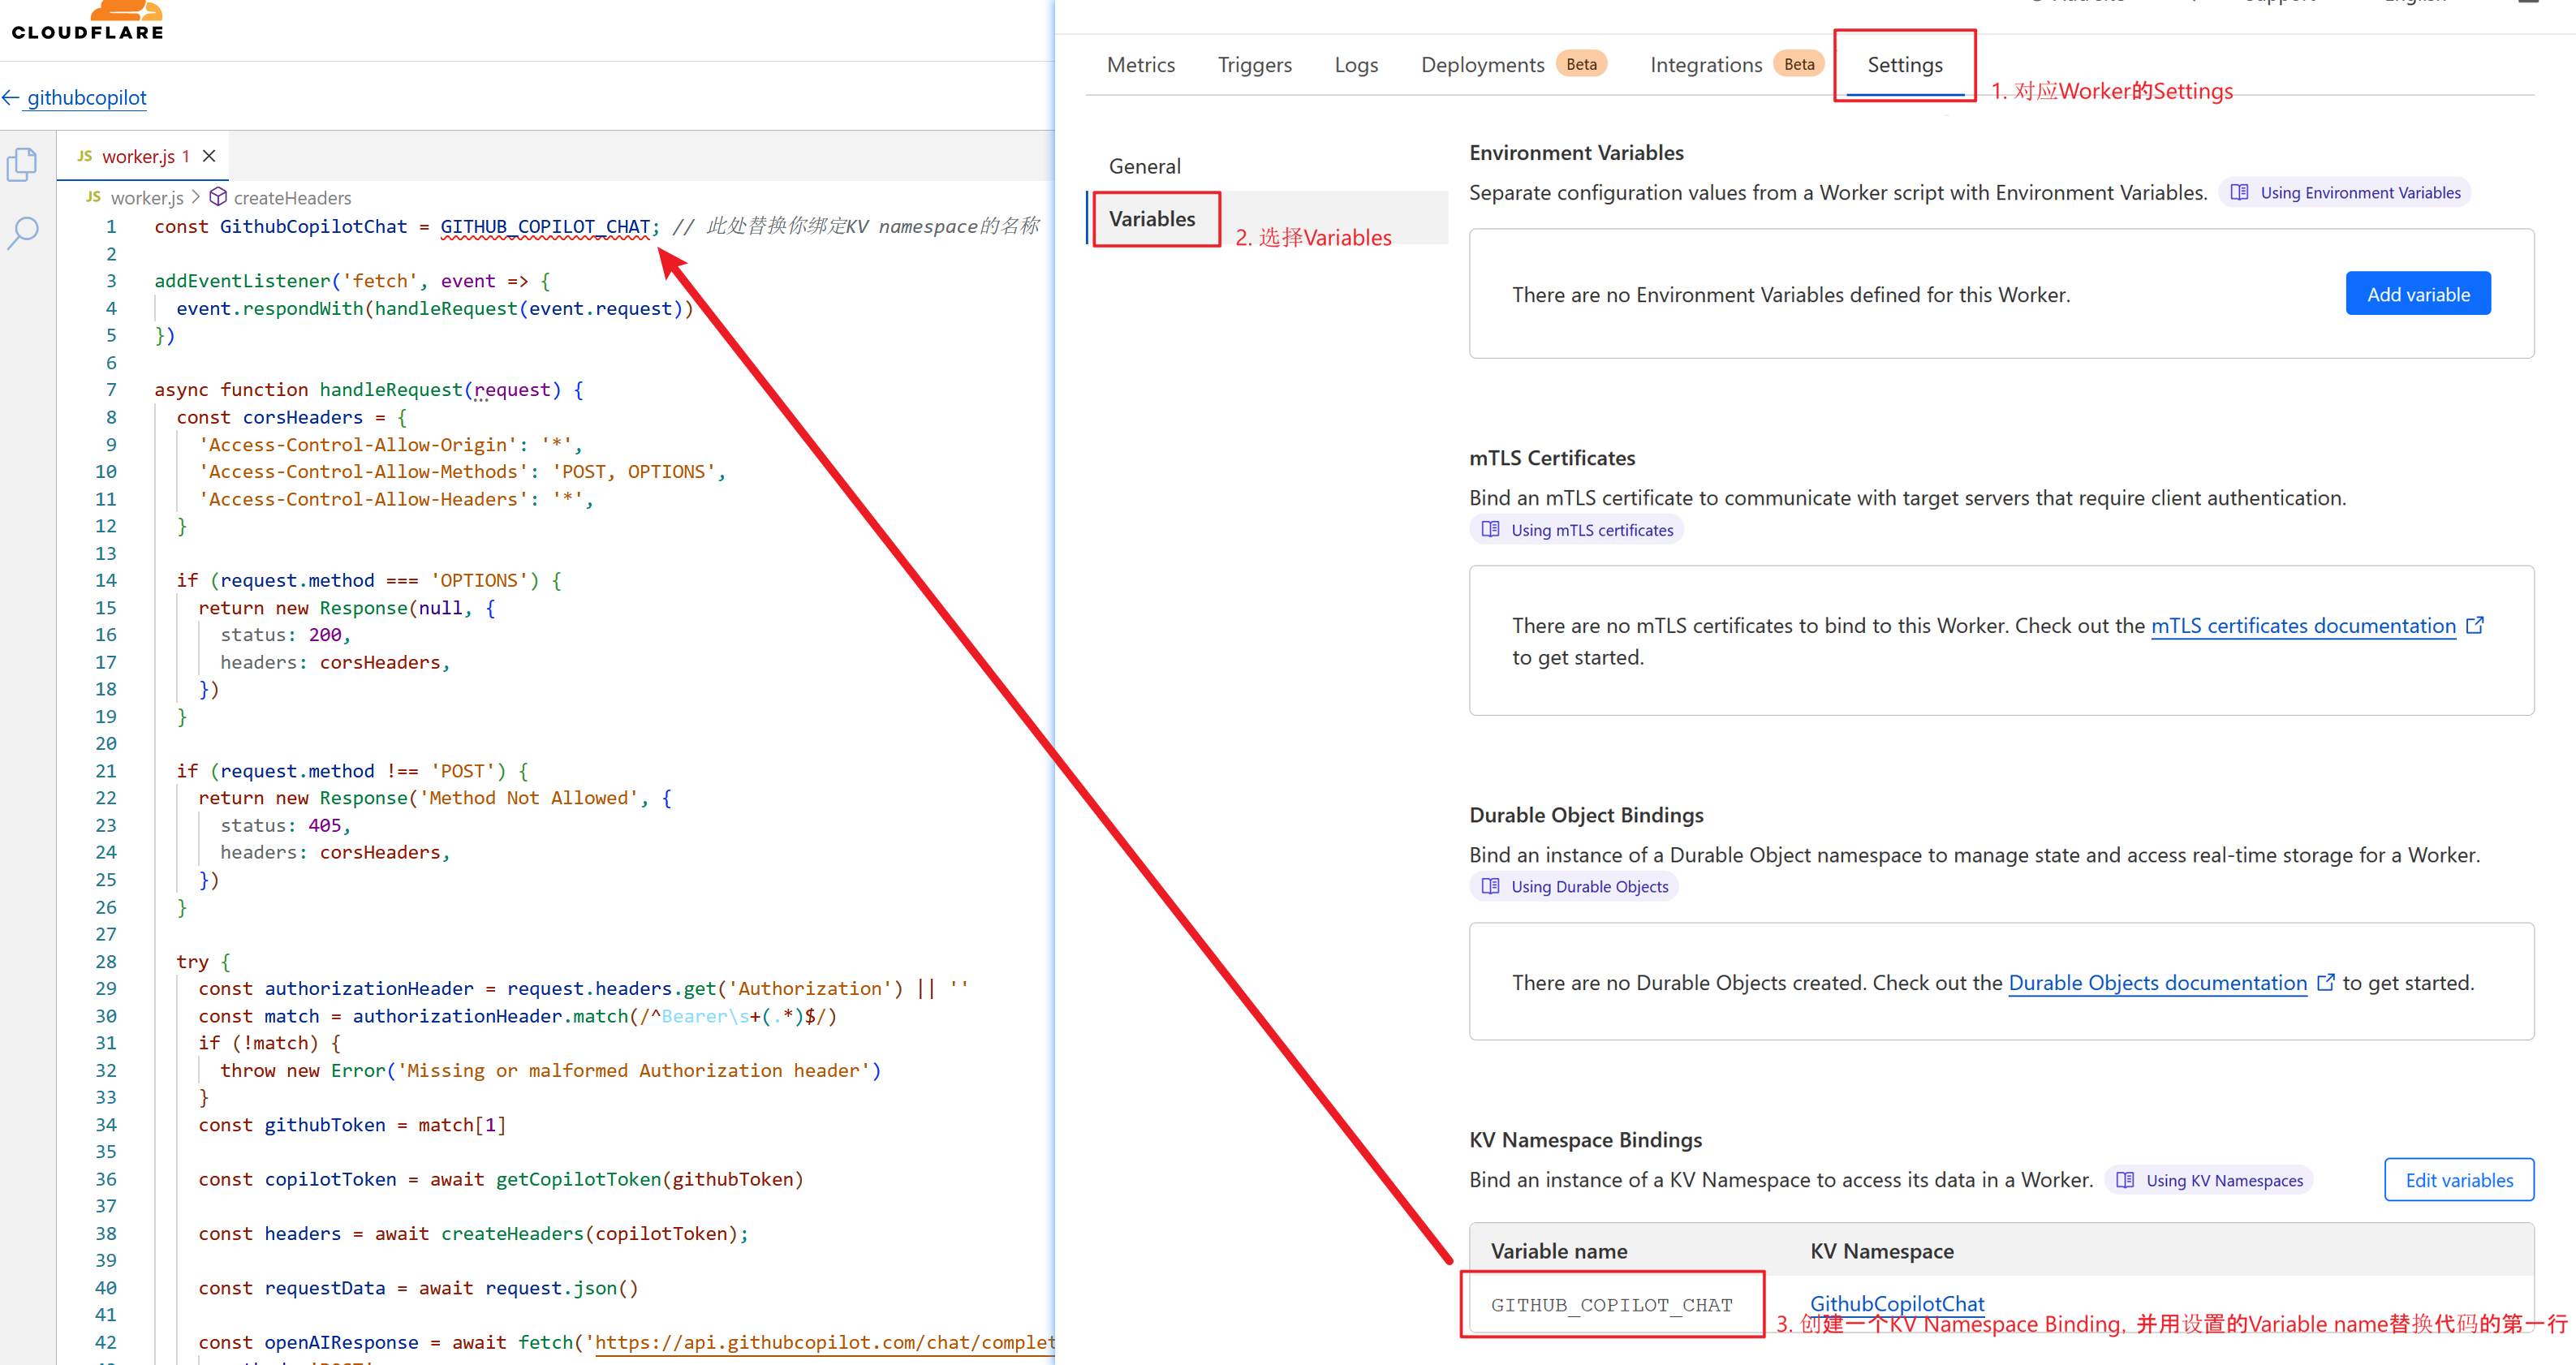 CLOUDFLARE
← githubcopilot
JS worker.js 1 ×
JS worker.js > createHeaders
1 const GithubCopilotChat = GITHUB_COPILOT_CHAT; // 此处替换你绑定KV namespace的名称
2
3 addEventListener('fetch', event => {
4 event.respondWith(handleRequest(event.request))
5 })
6
7 async function handleRequest(request) {
8 const corsHeaders = {
9 'Access-Control-Allow-Origin': '*',
10 'Access-Control-Allow-Methods': 'POST, OPTIONS',
11 'Access-Control-Allow-Headers': '*',
12 }
13
14 if (request.method === 'OPTIONS') {
15 return new Response(null, {
16 status: 200,
17 headers: corsHeaders,
18 })
19 }
20
21 if (request.method !== 'POST') {
22 return new Response('Method Not Allowed', {
23 status: 405,
24 headers: corsHeaders,
25 })
26 }
27
28 try {
29 const authorizationHeader = request.headers.get('Authorization') || ''
30 const match = authorizationHeader.match(/^Bearer\s+(.*)$/)
31 if (!match) {
32 throw new Error('Missing or malformed Authorization header')
33 }
34 const githubToken = match[1]
35
36 const copilotToken = await getCopilotToken(githubToken)
37
38 const headers = await createHeaders(copilotToken);
39
40 const requestData = await request.json()
41
42 const openAIResponse = await fetch('https://api.githubcopilot.com/chat/complet
Metrics Triggers Logs Deployments Beta Integrations Beta Settings
1. 对应Worker的Settings
General
Variables
2. 选择Variables
Environment Variables
Separate configuration values from a Worker script with Environment Variables. Using Environment Variables
There are no Environment Variables defined for this Worker. Add variable
mTLS Certificates
Bind an mTLS certificate to communicate with target servers that require client authentication.
Using mTLS certificates
There are no mTLS certificates to bind to this Worker. Check out the mTLS certificates documentation
to get started.
Durable Object Bindings
Bind an instance of a Durable Object namespace to manage state and access real-time storage for a Worker.
Using Durable Objects
There are no Durable Objects created. Check out the Durable Objects documentation to get started.
KV Namespace Bindings
Bind an instance of a KV Namespace to access its data in a Worker. Using KV Namespaces Edit variables
Variable name KV Namespace
GITHUB_COPILOT_CHAT GithubCopilotChat
3. 创建一个KV Namespace Binding, 并用设置的Variable name替换代码的第一行